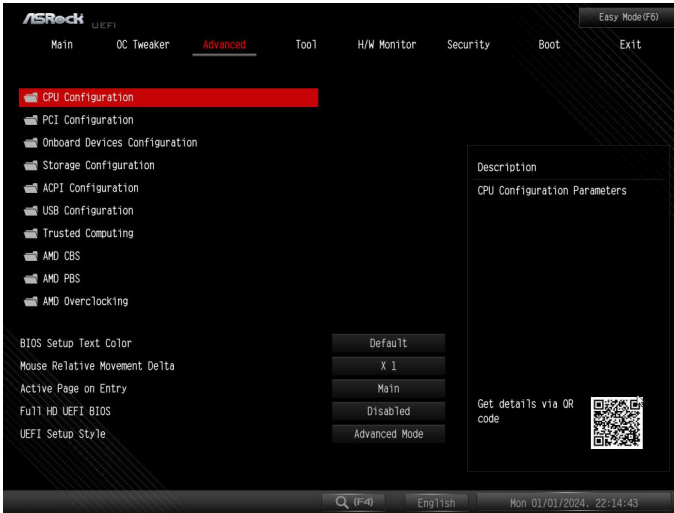 ASRock UEFI
Easy Mode(F6)
Main OC Tweaker Advanced Tool H/W Monitor Security Boot Exit
CPU Configuration
PCI Configuration
Onboard Devices Configuration
Storage Configuration
ACPI Configuration
USB Configuration
Trusted Computing
AMD CBS
AMD PBS
AMD Overclocking
Description
CPU Configuration Parameters
BIOS Setup Text Color Default
Mouse Relative Movement Delta X 1
Active Page on Entry Main
Full HD UEFI BIOS Disabled
UEFI Setup Style Advanced Mode
Get details via QR
code
(F4) English Mon 01/01/2024. 22:14:43